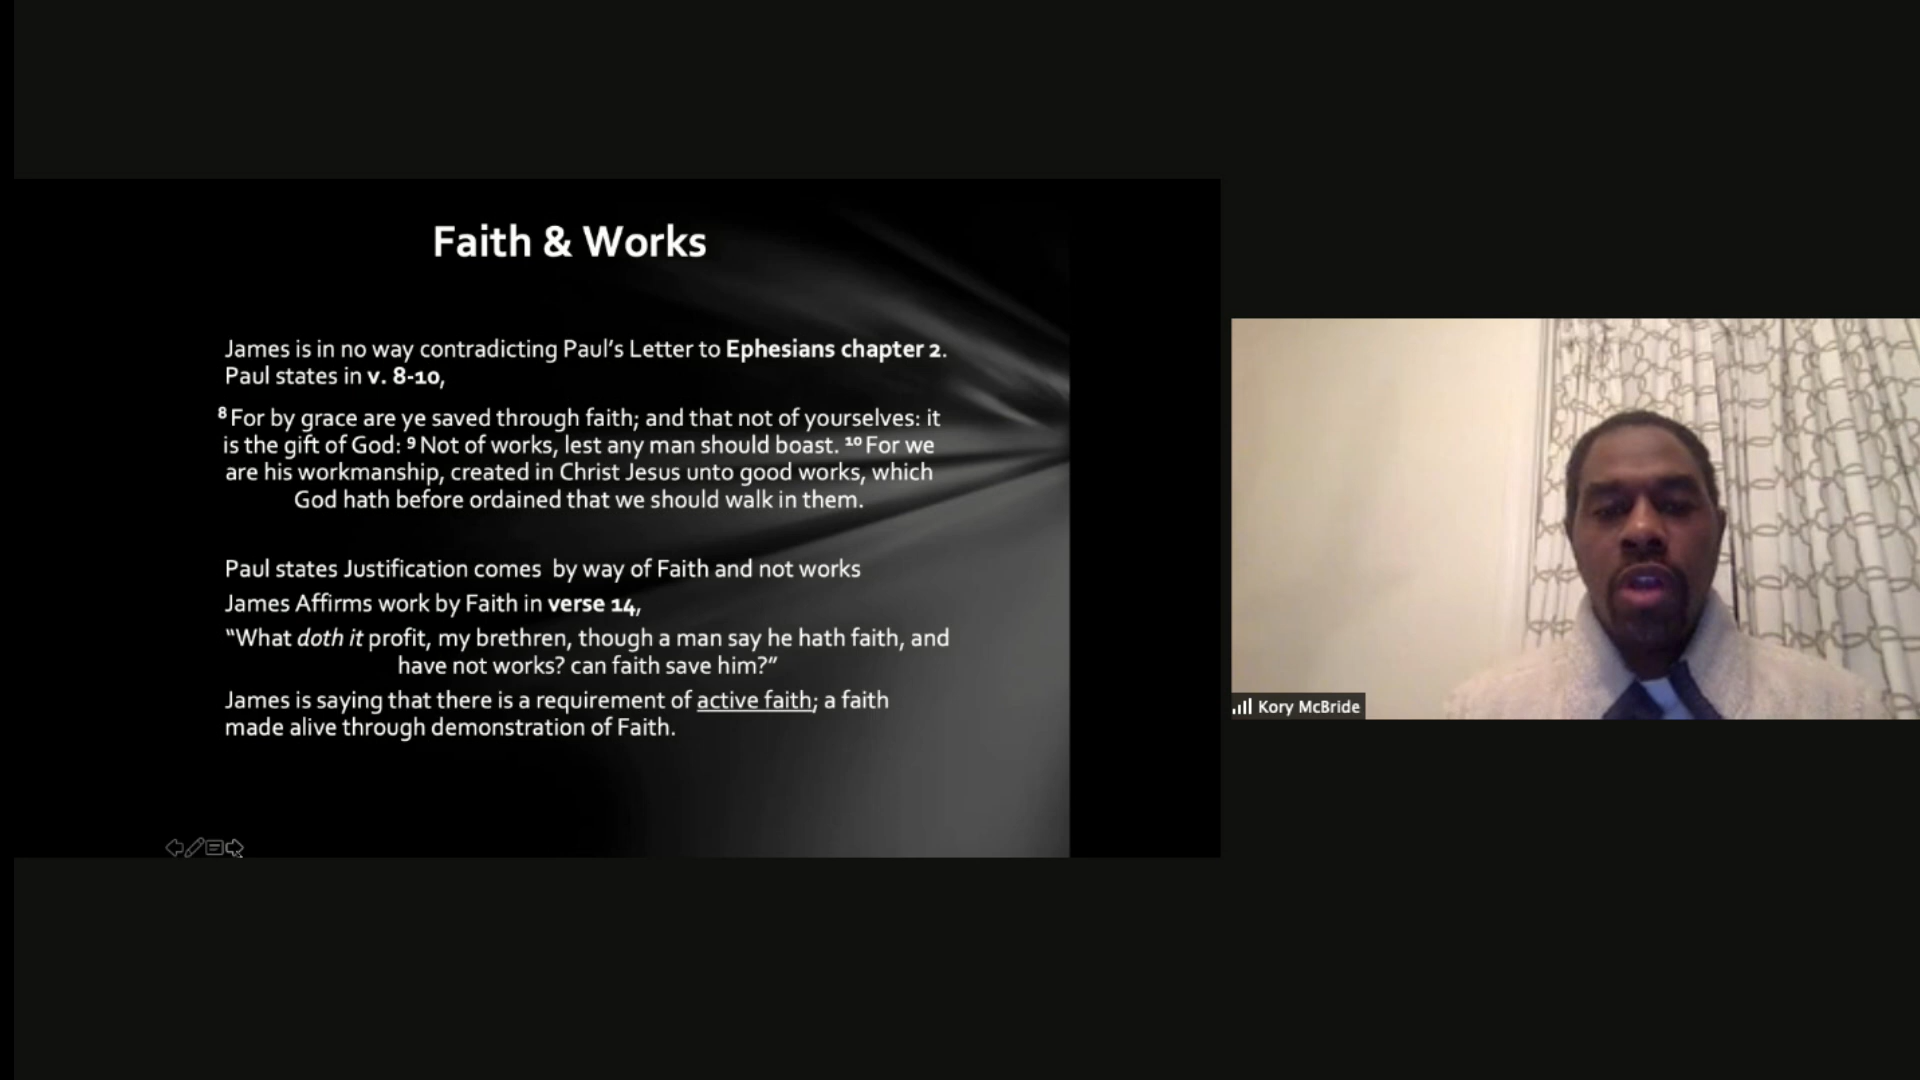 Faith & Works
James is in no way contradicting Paul's Letter to Ephesians chapter 2.
Paul states in v. 8-10,
8 For by grace are ye saved through faith; and that not of yourselves: it
is the gift of God: 9 Not of works, lest any man should boast. 10 For we
are his workmanship, created in Christ Jesus unto good works, which
God hath before ordained that we should walk in them.
Paul states Justification comes  by way of Faith and not works
James Affirms work by Faith in verse 14,
“What doth it profit, my brethren, though a man say he hath faith, and
have not works? can faith save him?”
James is saying that there is a requirement of active faith; a faith
made alive through demonstration of Faith.
Kory McBride